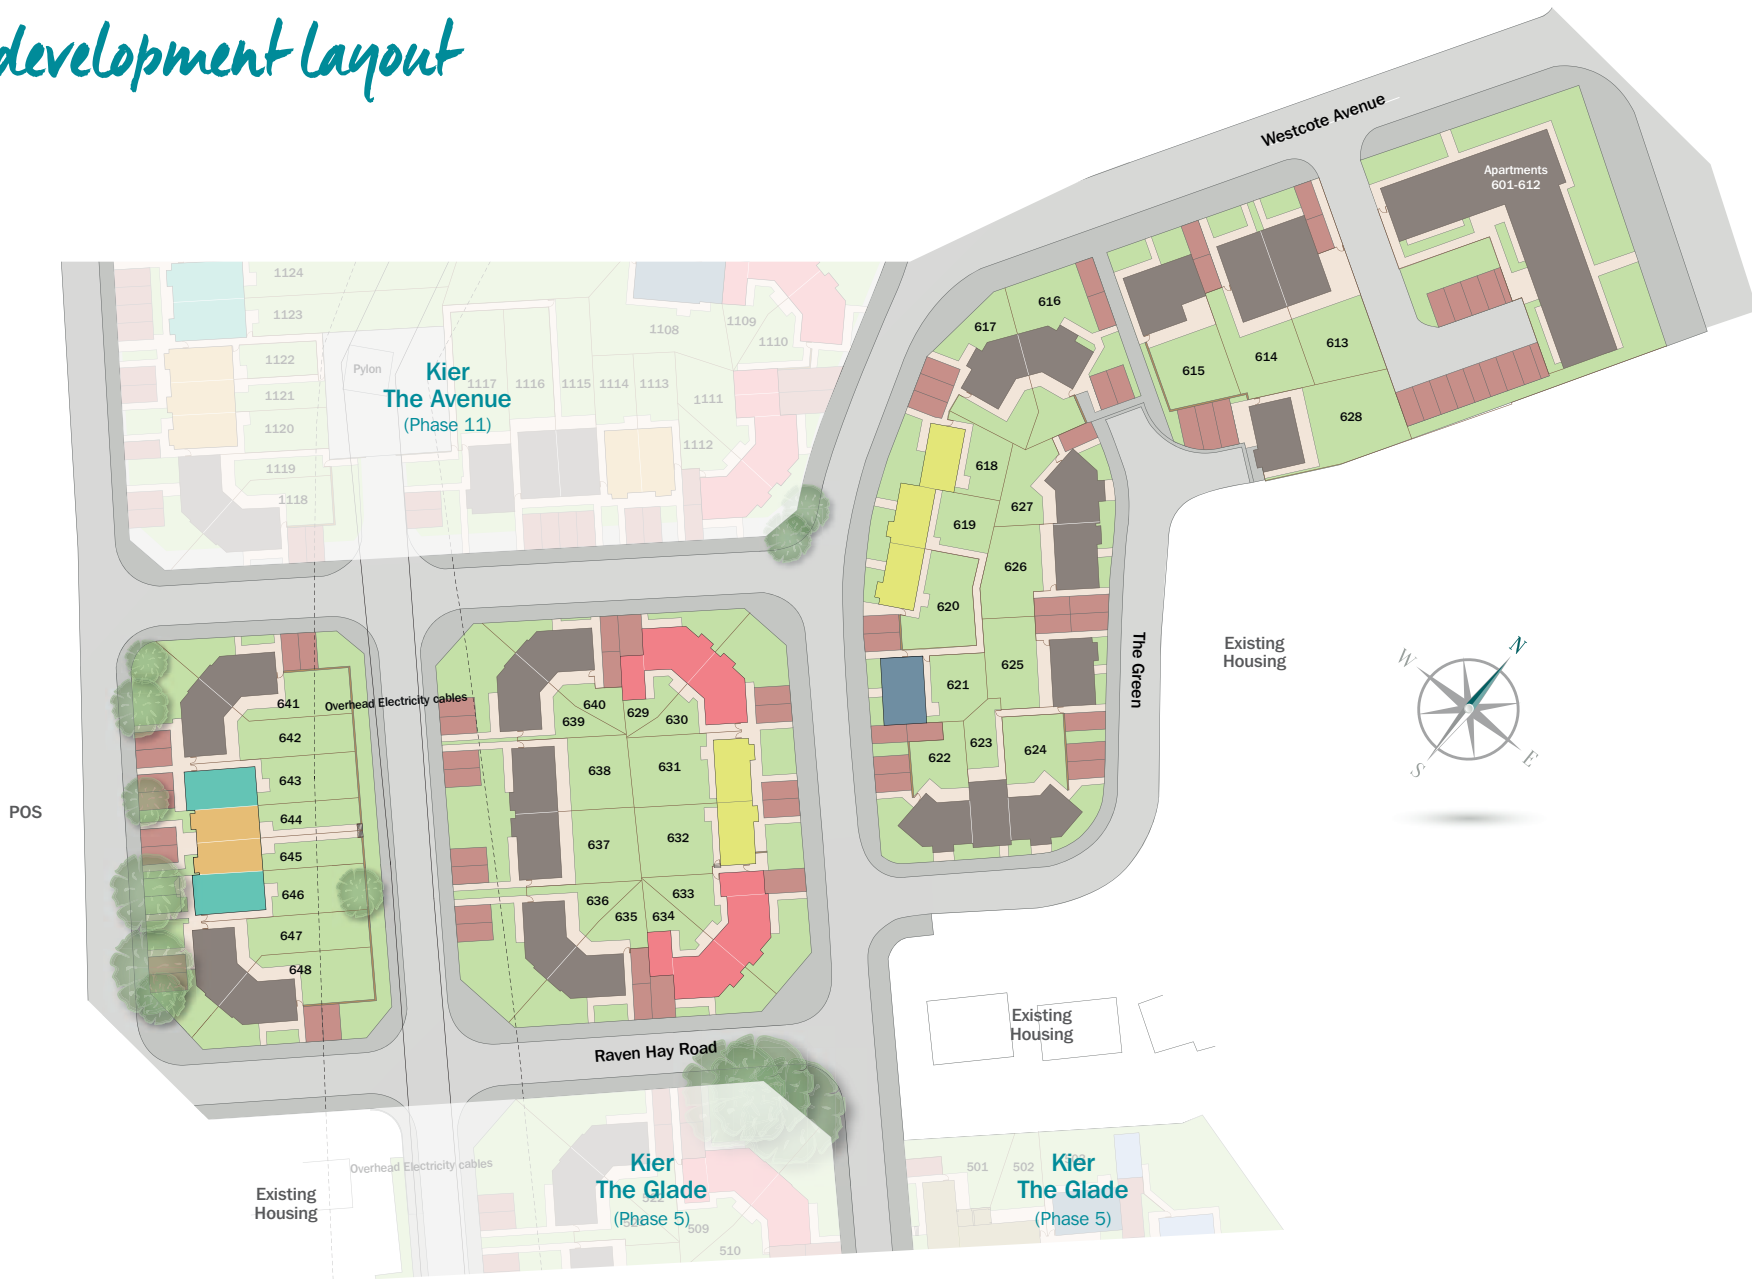 development layout
Westcote Avenue
Apartments
601-612
616
617
613
614
615
628
1124
1123
1122
1121
1120
1119
1118
Pylon
Kier
The Avenue
(Phase 11)
1117
1116
1115
1114
1113
1108
1109
1110
1111
1112
618
619
620
627
626
625
621
622
623
624
The Green
Existing
Housing
N
W
E
S
641
642
643
644
645
646
647
648
Overhead Electricity cables
640
639
629
630
638
631
637
632
636
635
634
633
POS
Raven Hay Road
Existing
Housing
Overhead Electricity cables
Existing
Housing
Kier
The Glade
(Phase 5)
522
509
510
501
502
Kier
The Glade
(Phase 5)